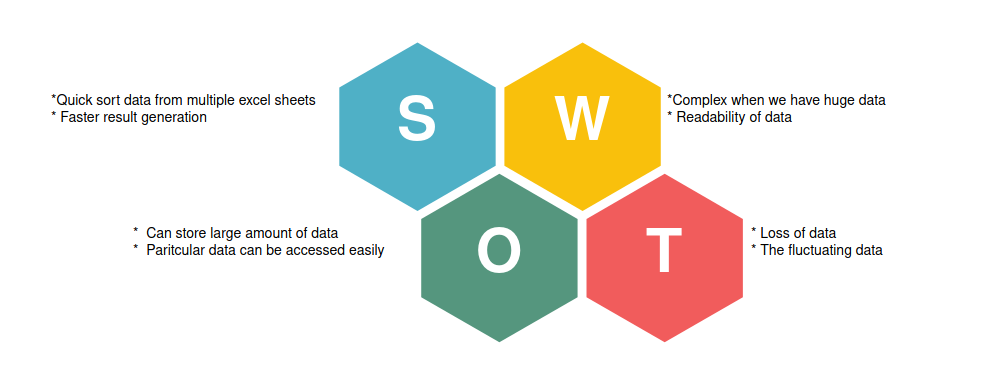 *Quick sort data from multiple excel sheets
* Faster result generation
S
W
*Complex when we have huge data
* Readability of data
* Can store large amount of data
* Paritcular data can be accessed easily
O
T
* Loss of data
* The fluctuating data